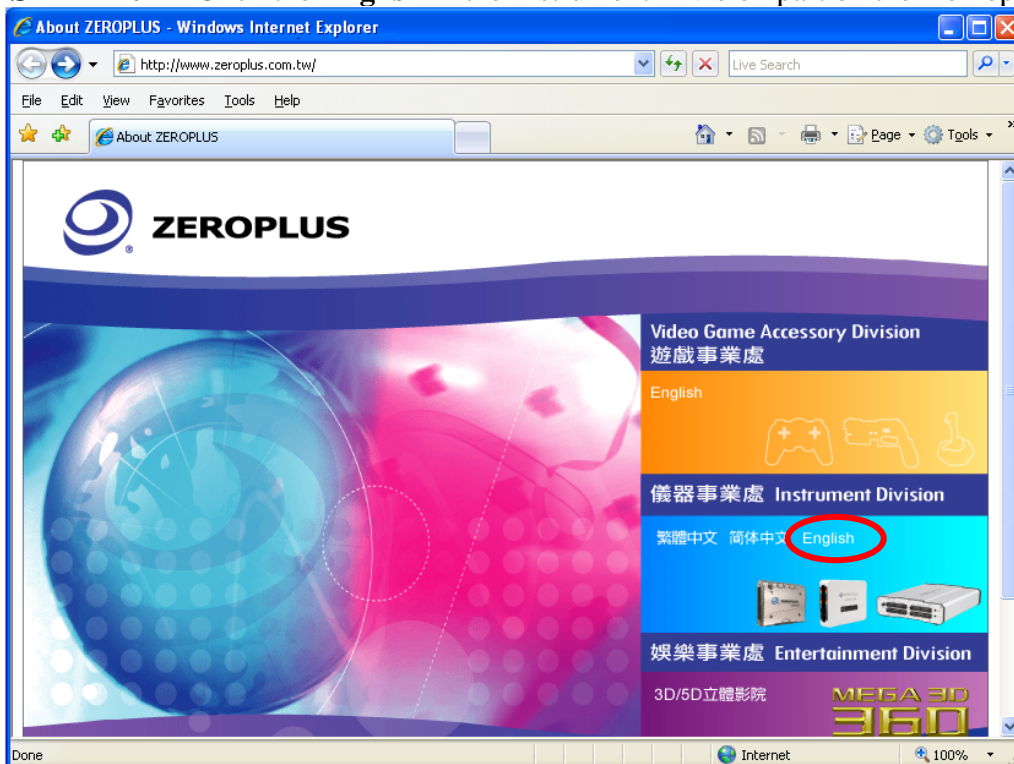 About ZEROPLUS - Windows Internet Explorer
http://www.zeroplus.com.tw/
Live Search
File Edit View Favorites Tools Help
About ZEROPLUS
Page
Tools
ZEROPLUS
Video Game Accessory Division
遊戲事業處
English
儀器事業處 Instrument Division
繁體中文 简体中文 English
娛樂事業處 Entertainment Division
3D/5D立體影院
MEGA 3D
360
Done
Internet
100%